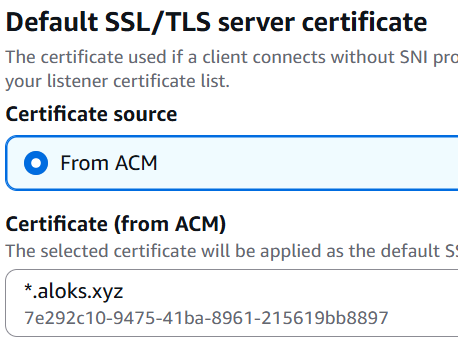 Default SSL/TLS server certificate
The certificate used if a client connects without SNI pro
your listener certificate list.
Certificate source
From ACM
Certificate (from ACM)
The selected certificate will be applied as the default S
*.aloks.xyz
7e292c10-9475-41ba-8961-215619bb8897